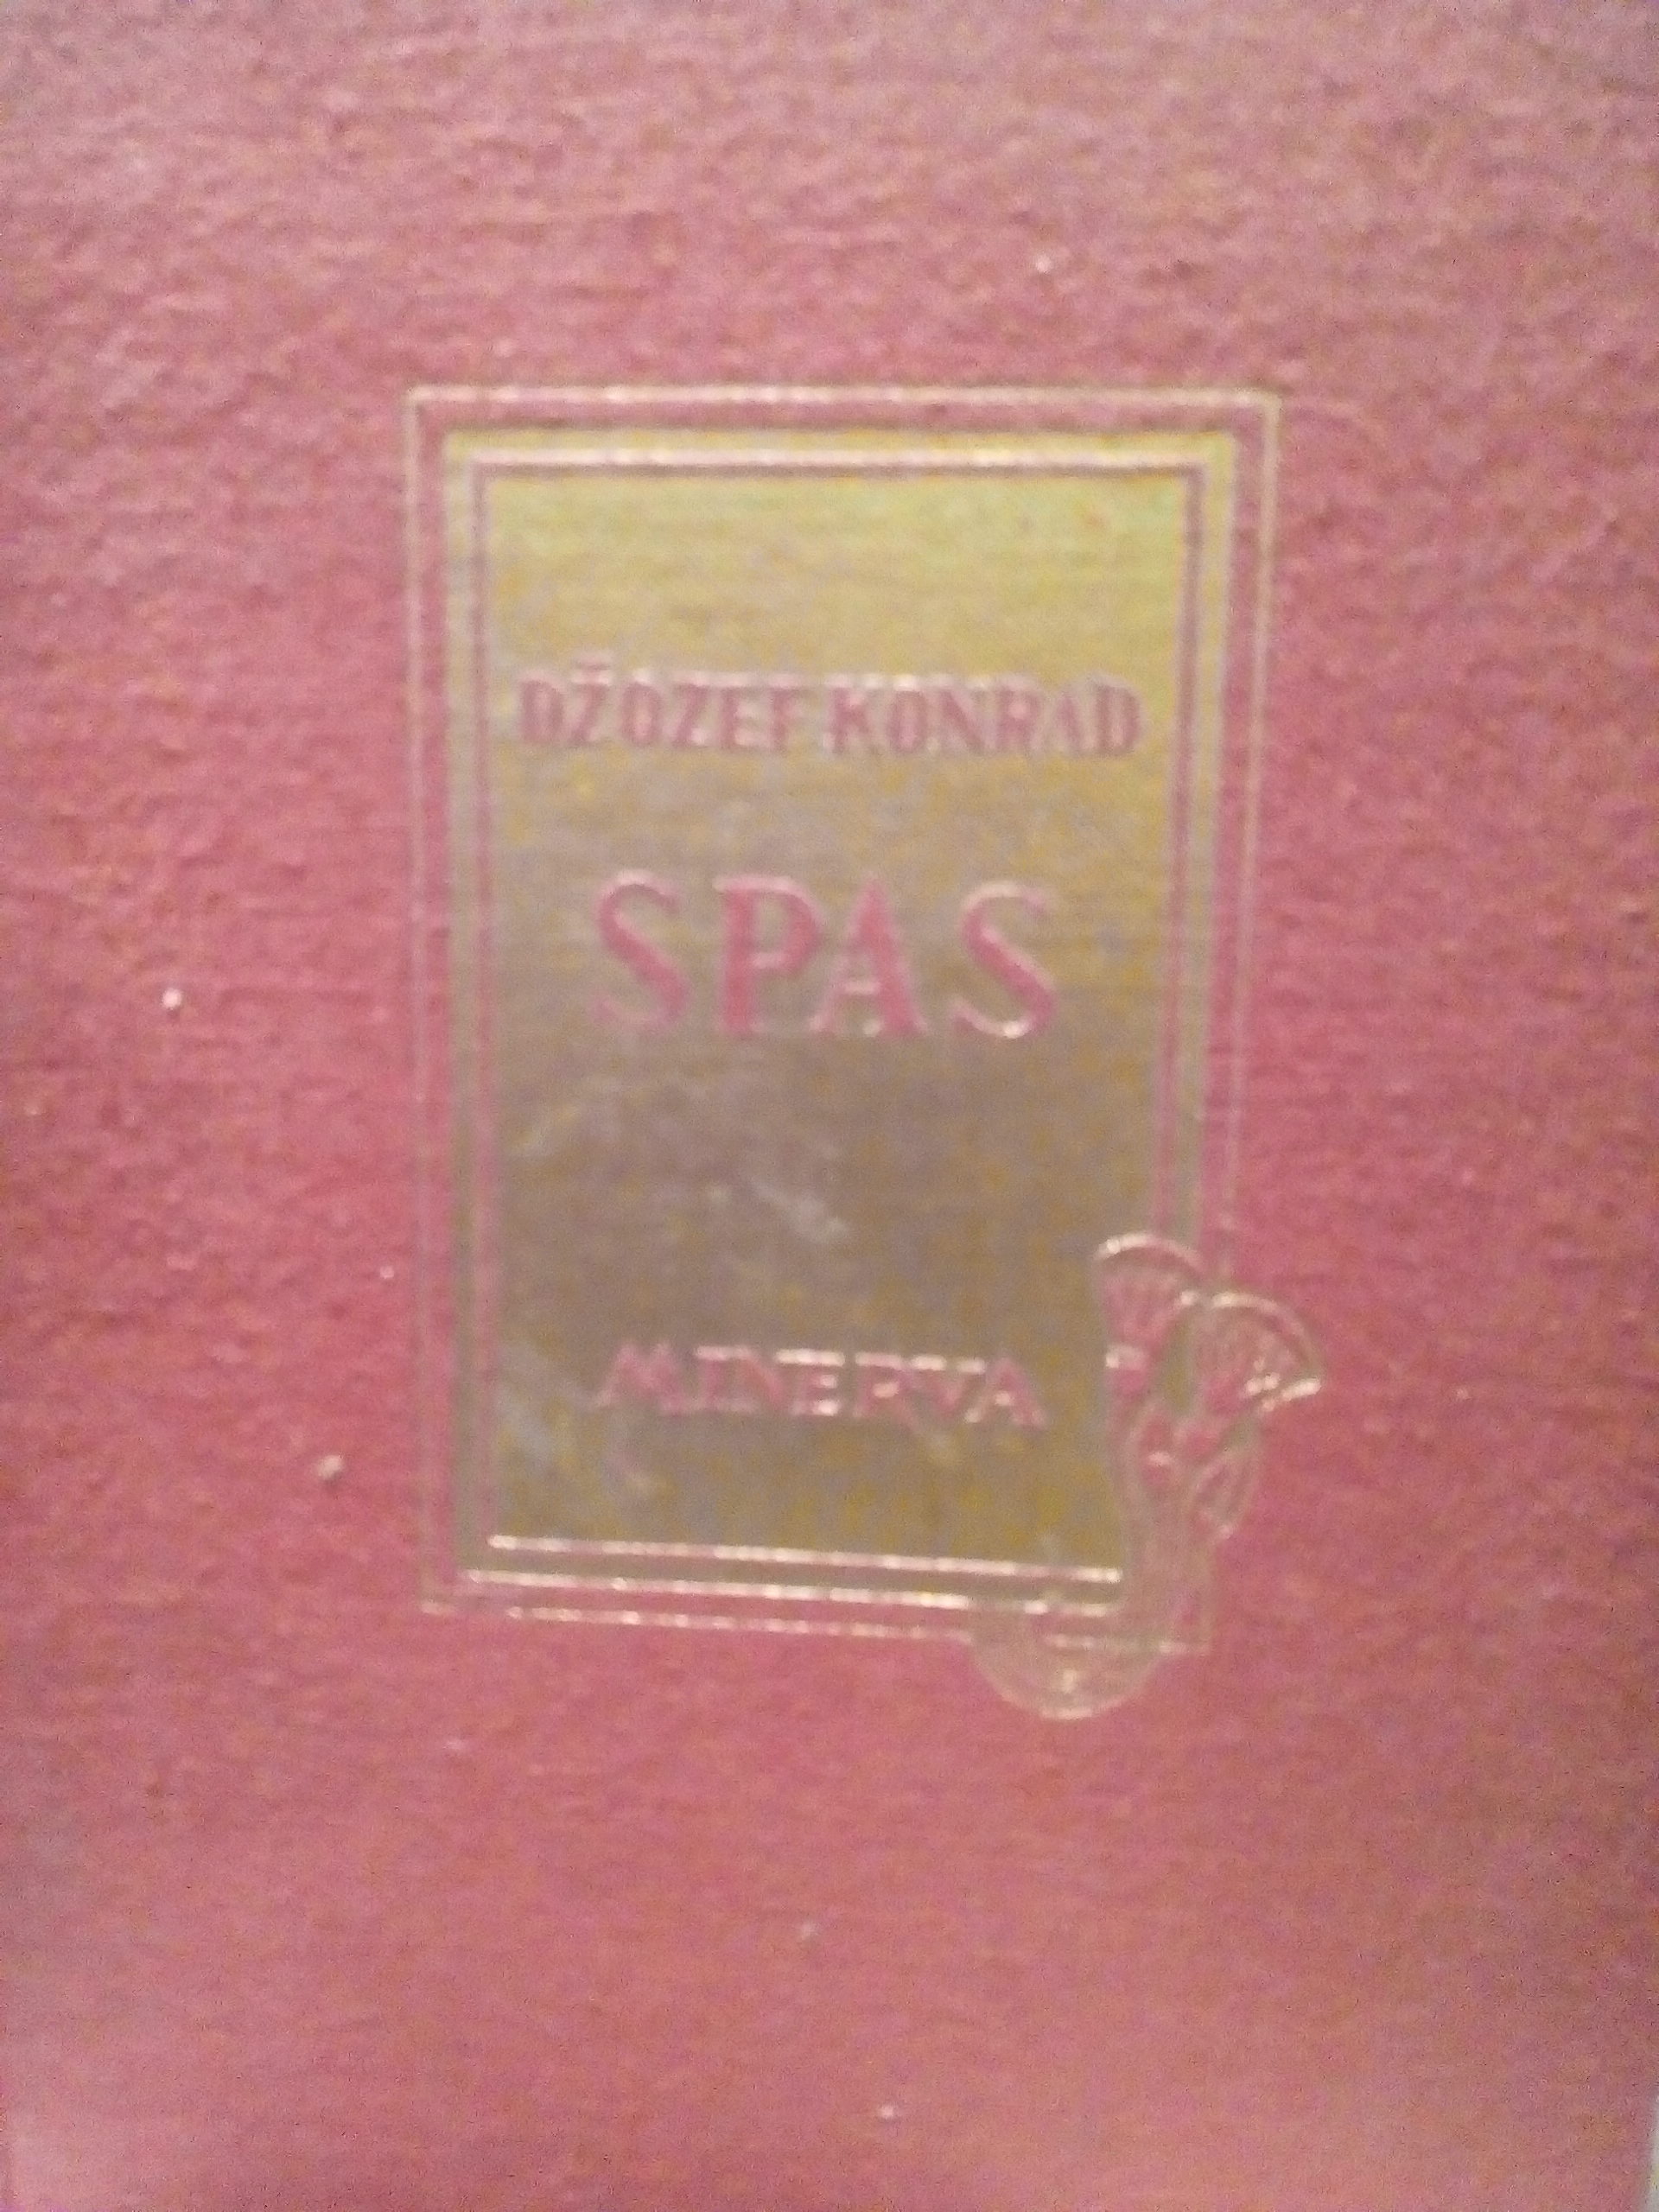 DŽOZEF KONRAD
SPAS
MINERVA